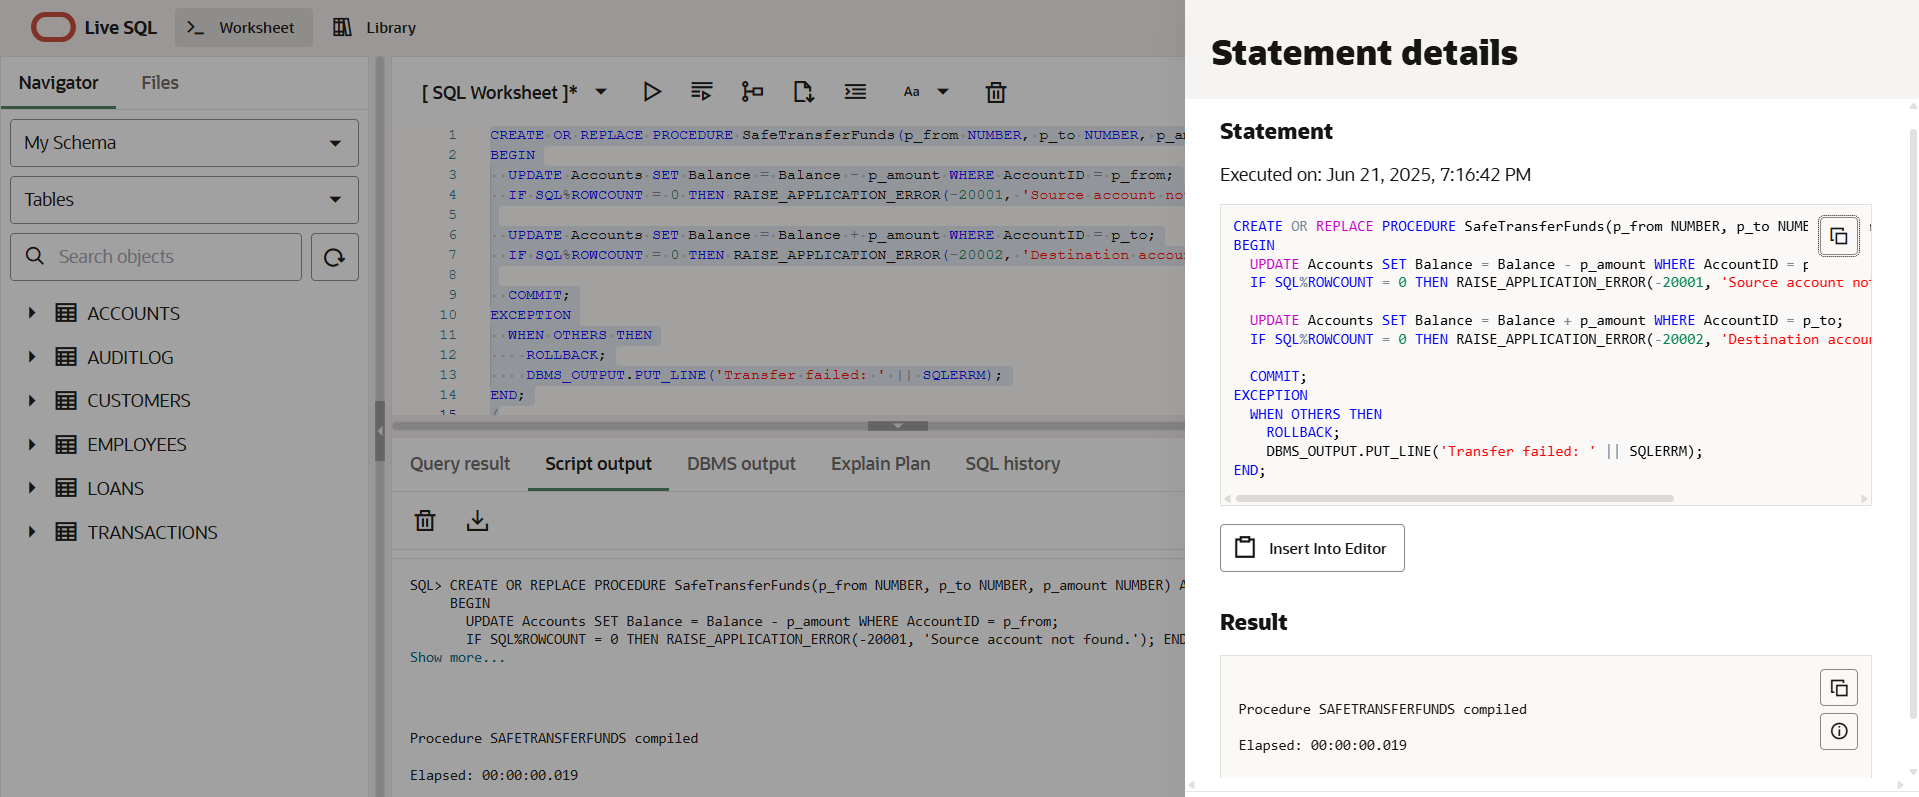 Live SQL
Worksheet
Library
Navigator
Files
My Schema
Tables
Search objects
ACCOUNTS
AUDITLOG
CUSTOMERS
EMPLOYEES
LOANS
TRANSACTIONS
[ SQL Worksheet ]*
Aa
1 CREATE OR REPLACE PROCEDURE SafeTransferFunds(p_from NUMBER, p_to NUMBER,
2 BEGIN
3 UPDATE Accounts SET Balance = Balance - p_amount WHERE AccountID = p_from;
4 IF SQL%ROWCOUNT = 0 THEN RAISE_APPLICATION_ERROR(-20001, 'Source account
5
6 UPDATE Accounts SET Balance = Balance + p_amount WHERE AccountID = p_to;
7 IF SQL%ROWCOUNT = 0 THEN RAISE_APPLICATION_ERROR(-20002, 'Destination
8
9 COMMIT;
10 EXCEPTION
11 WHEN OTHERS THEN
12 ROLLBACK;
13 DBMS_OUTPUT.PUT_LINE('Transfer failed: ' || SQLERRM);
14 END;
15 /
Query result
Script output
DBMS output
Explain Plan
SQL history
SQL> CREATE OR REPLACE PROCEDURE SafeTransferFunds(p_from NUMBER, p_to NUMBER, p_amount NUMBER)
BEGIN
UPDATE Accounts SET Balance = Balance - p_amount WHERE AccountID = p_from;
IF SQL%ROWCOUNT = 0 THEN RAISE_APPLICATION_ERROR(-20001, 'Source account not found.'); END
Show more...
Procedure SAFETRANSFERFUNDS compiled
Elapsed: 00:00:00.019
Statement details
Statement
Executed on: Jun 21, 2025, 7:16:42 PM
CREATE OR REPLACE PROCEDURE SafeTransferFunds(p_from NUMBER, p_to
BEGIN
UPDATE Accounts SET Balance = Balance - p_amount WHERE AccountID =
IF SQL%ROWCOUNT = 0 THEN RAISE_APPLICATION_ERROR(-20001, 'Source account
UPDATE Accounts SET Balance = Balance + p_amount WHERE AccountID = p_to;
IF SQL%ROWCOUNT = 0 THEN RAISE_APPLICATION_ERROR(-20002, 'Destination
COMMIT;
EXCEPTION
WHEN OTHERS THEN
ROLLBACK;
DBMS_OUTPUT.PUT_LINE('Transfer failed: ' || SQLERRM);
END;
Insert Into Editor
Result
Procedure SAFETRANSFERFUNDS compiled
Elapsed: 00:00:00.019